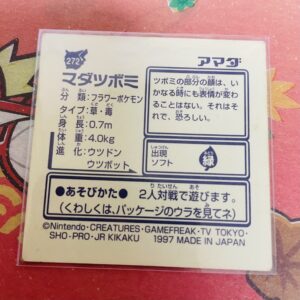 272
アマダ
マダツボミ
分類:フラワーポケモン
タイプ:草・毒
身長:0.7m
体重:4.0kg
進化:ウツドン
ウツボット
ツボミの部分の顔は、い
かなる時にも表情が変わ
ることはない。それはそ
れで、恐ろしい。
出現
ソフト
緑
●あそびかた● 2人対戦で遊びます。
(くわしくは、パッケージのウラを見てネ)
©Nintendo・CREATURES・GAMEFREAK・TV TOKYO・
SHO-PRO・JR KIKAKU 1997 MADE IN JAPAN